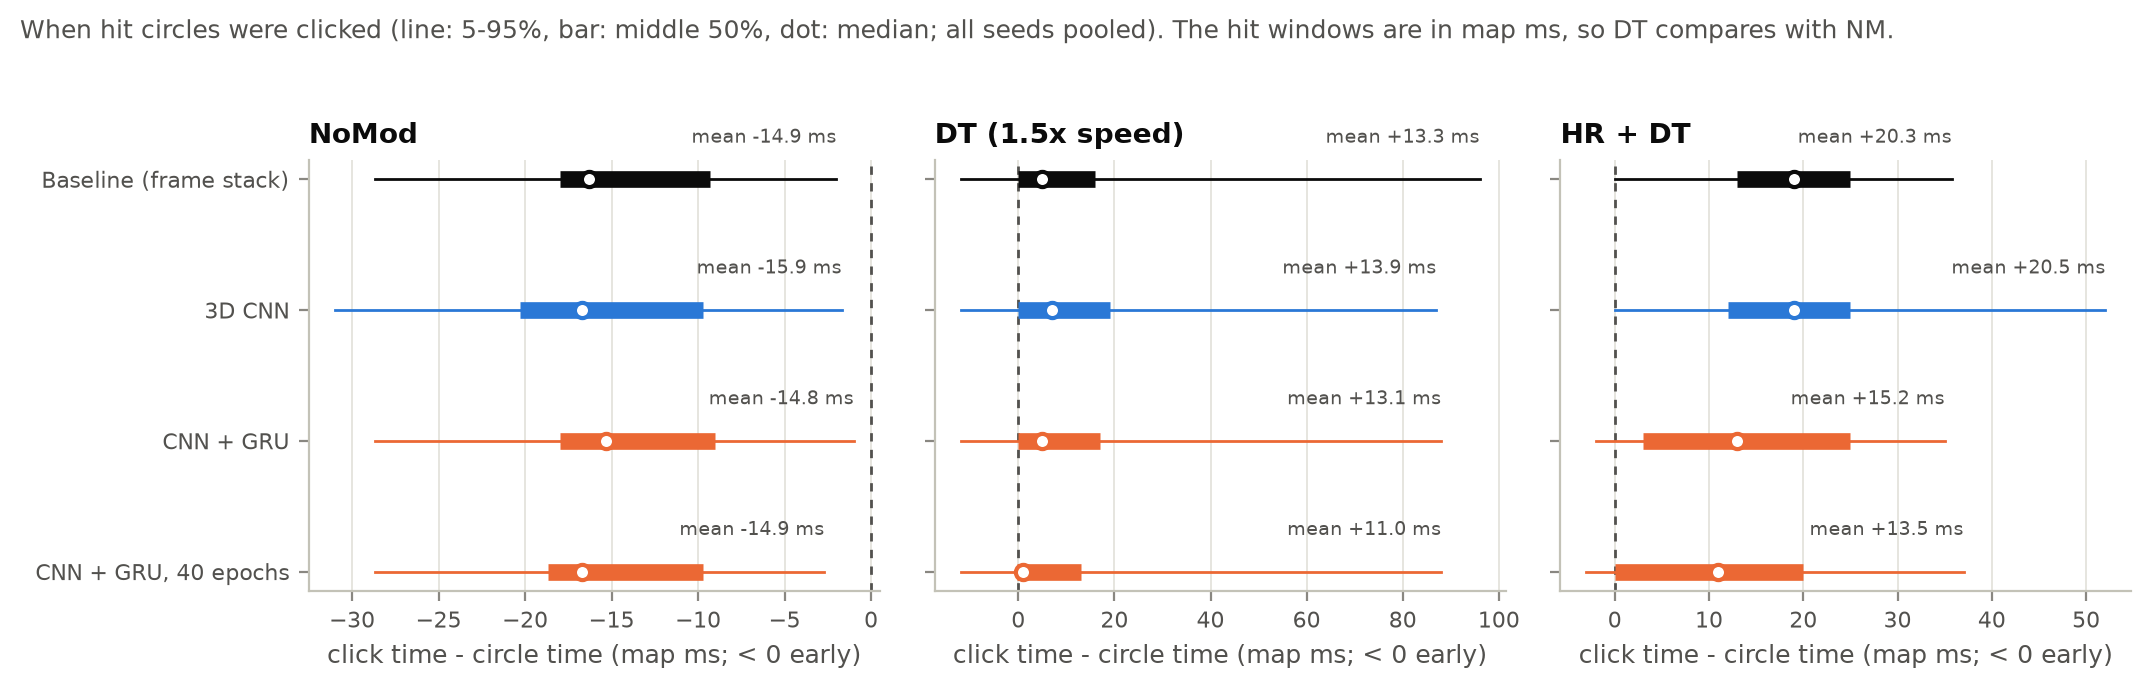 When hit circles were clicked (line: 5-95%, bar: middle 50%, dot: median; all seeds pooled). The hit windows are in map ms, so DT compares with NM.
NoMod
mean -14.9 ms
DT (1.5x speed)
mean +13.3 ms
HR + DT
mean +20.3 ms
Baseline (frame stack)
mean -15.9 ms
mean +13.9 ms
mean +20.5 ms
3D CNN
mean -14.8 ms
mean +13.1 ms
mean +15.2 ms
CNN + GRU
mean -14.9 ms
mean +11.0 ms
mean +13.5 ms
CNN + GRU, 40 epochs
−30 −25 −20 −15 −10 −5 0
0 20 40 60 80 100
0 10 20 30 40 50
click time - circle time (map ms; < 0 early)
click time - circle time (map ms; < 0 early)
click time - circle time (map ms; < 0 early)